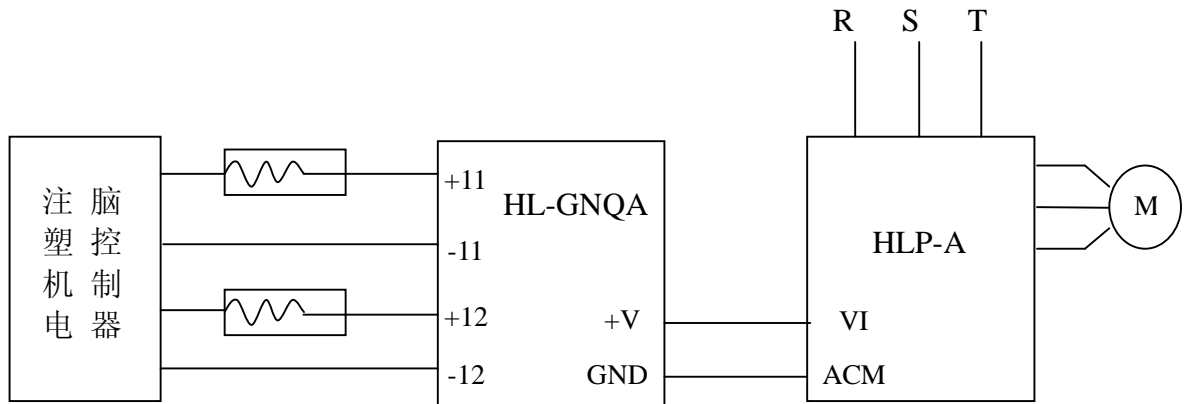 R S T
注 脑
塑 控
机 制
电 器
+11
HL-GNQA
-11
+12
+V
-12
GND
HLP-A
VI
ACM
M